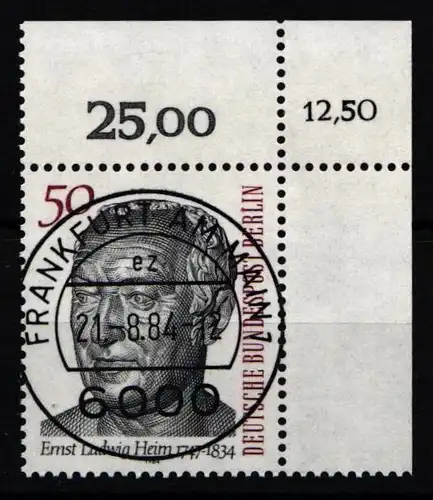 25,00
12,50
50
DEUTSCHE BUNDESPOST BERLIN
FRANKFURT AM MAIN 1
ez
21.-8.84-12
6000
Ernst Ludwig Heim 1747-1834